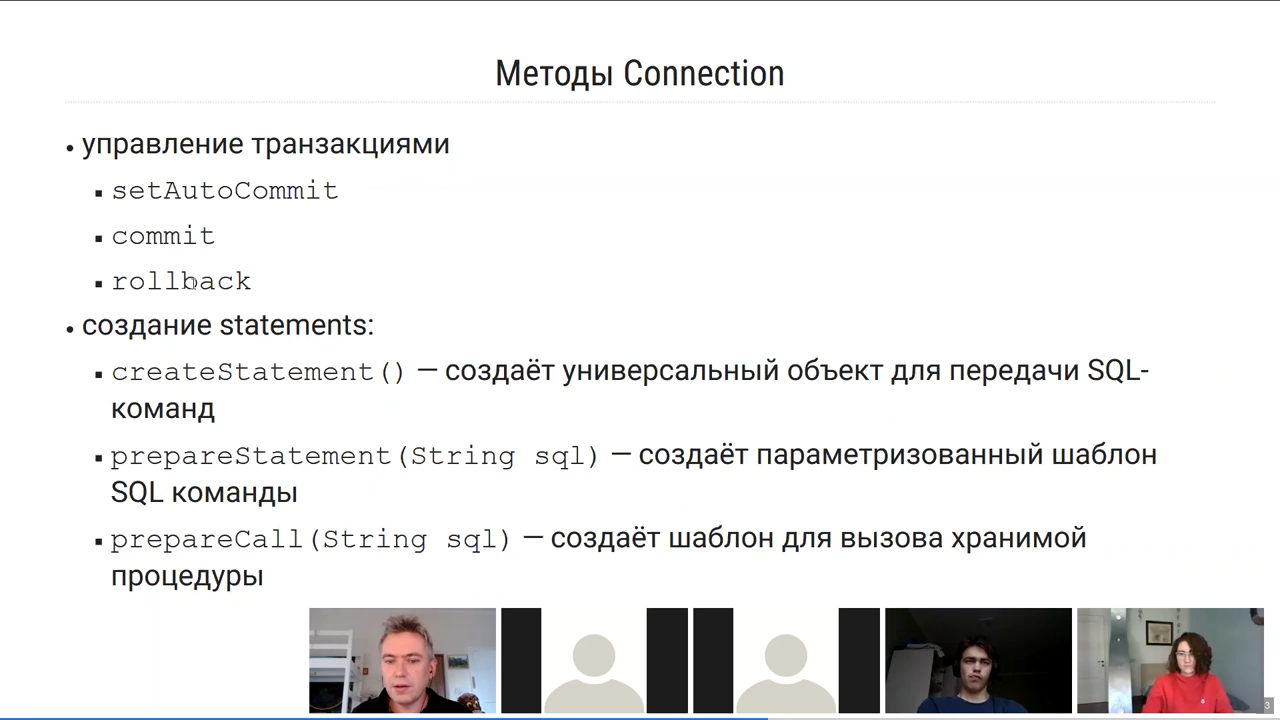 Методы Connection
управление транзакциями
setAutoCommit
commit
rollback
создание statements:
createStatement() — создаёт универсальный объект для передачи SQL-
команд
prepareStatement(String sql) — создаёт параметризованный шаблон
SQL команды
prepareCall(String sql) — создаёт шаблон для вызова хранимой
процедуры
3